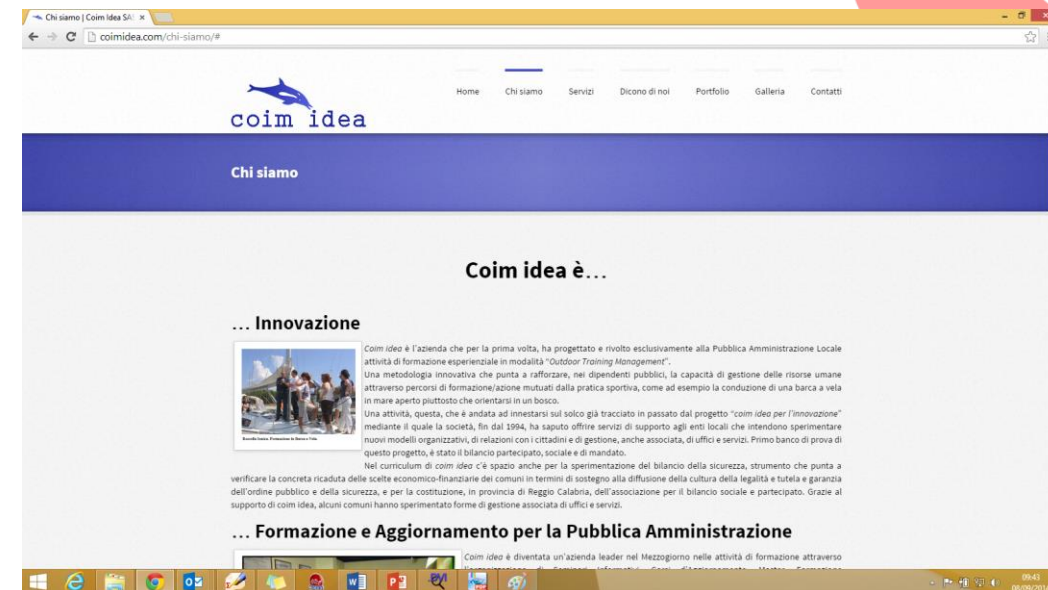 Chi siamo | Coim Idea SA
coimidea.com/chi-siamo/#
coim idea
Home Chi siamo Servizi Dicono di noi Portfolio Galleria Contatti
Chi siamo
Coim idea è...
... Innovazione
Coim idea è l'azienda che per la prima volta, ha progettato e rivolto esclusivamente alla Pubblica Amministrazione Locale
attività di formazione esperienziale in modalità "Outdoor Training Management".
Una metodologia innovativa che punta a rafforzare, nei dipendenti pubblici, la capacità di gestione delle risorse umane
attraverso percorsi di formazione/azione mutuati dalla pratica sportiva, come ad esempio la conduzione di una barca a vela
in mare aperto piuttosto che orientarsi in un bosco.
Una attività, questa, che è andata ad innestarsi sul solco già tracciato in passato dal progetto "coim idea per l'innovazione"
mediante il quale la società, fin dal 1994, ha saputo offrire servizi di supporto agli enti locali che intendono sperimentare
nuovi modelli organizzativi, di relazioni con i cittadini e di gestione, anche associata, di uffici e servizi. Primo banco di prova di
questo progetto, è stato il bilancio partecipato, sociale e di mandato.
Nel curriculum di coim idea c'è spazio anche per la sperimentazione del bilancio della sicurezza, strumento che punta a
verificare la concreta ricaduta delle scelte economico-finanziarie dei comuni in termini di sostegno alla diffusione della cultura della legalità e tutela e garanzia
dell'ordine pubblico e della sicurezza, e per la costituzione, in provincia di Reggio Calabria, dell'associazione per il bilancio sociale e partecipato. Grazie al
supporto di coim idea, alcuni comuni hanno sperimentato forme di gestione associata di uffici e servizi.
... Formazione e Aggiornamento per la Pubblica Amministrazione
Coim idea è diventata un'azienda leader nel Mezzogiorno nelle attività di formazione attraverso
09:43